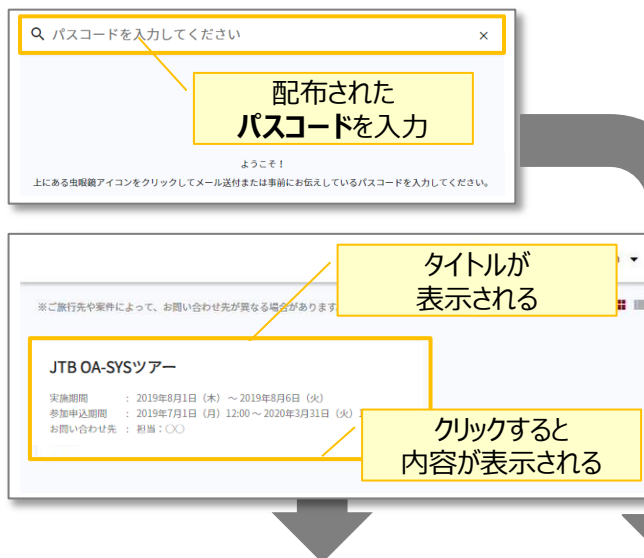 パスコードを入力してください ×
配布された
パスコードを入力
ようこそ！
上にある虫眼鏡アイコンをクリックしてメール送付または事前にお伝えしているパスコードを入力してください。
タイトルが
表示される
※ご旅行先や案件によって、お問い合わせ先が異なる場合があります
JTB OA-SYSツアー
実施期間 ： 2019年8月1日（木）～2019年8月6日（火）
参加申込期間 ： 2019年7月1日（月）12:00～2020年3月31日（火）
お問い合わせ先 ： 担当：〇〇
クリックすると
内容が表示される